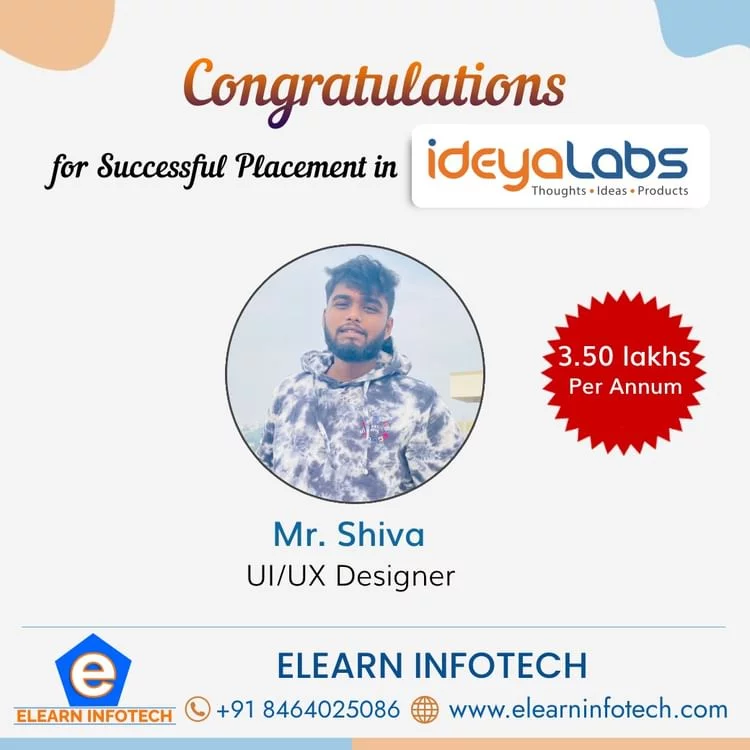 Congratulations
for Successful Placement in
ideyaLabs
Thoughts • Ideas • Products
3.50 lakhs
Per Annum
Mr. Shiva
UI/UX Designer
e
ELEARN INFOTECH
ELEARN INFOTECH
+91 8464025086 www.elearninfotech.com